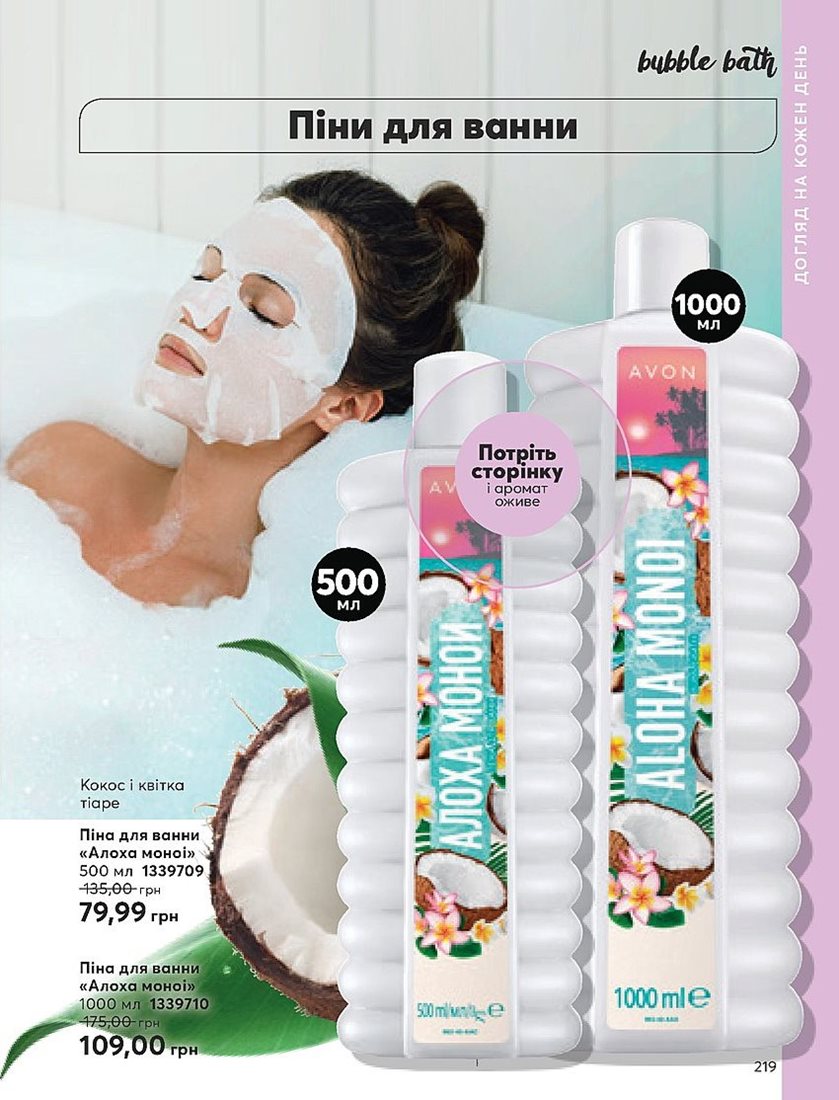 bubble bath
Піни для ванни
ДОГЛЯД НА КОЖЕН ДЕНЬ
1000
МЛ
AVON
ALOHA MONOI
1000 ml e
Потріть
сторінку
і аромат
оживе
500
МЛ
AV
АЛОХА МОНОИ
500 ml/мл/ e
Кокос і квітка
тіаре
Піна для ванни
«Алоха моної»
500 мл 1339709
135,00 грн
79,99 грн
Піна для ванни
«Алоха моної»
1000 мл 1339710
175,00 грн
109,00 грн
219